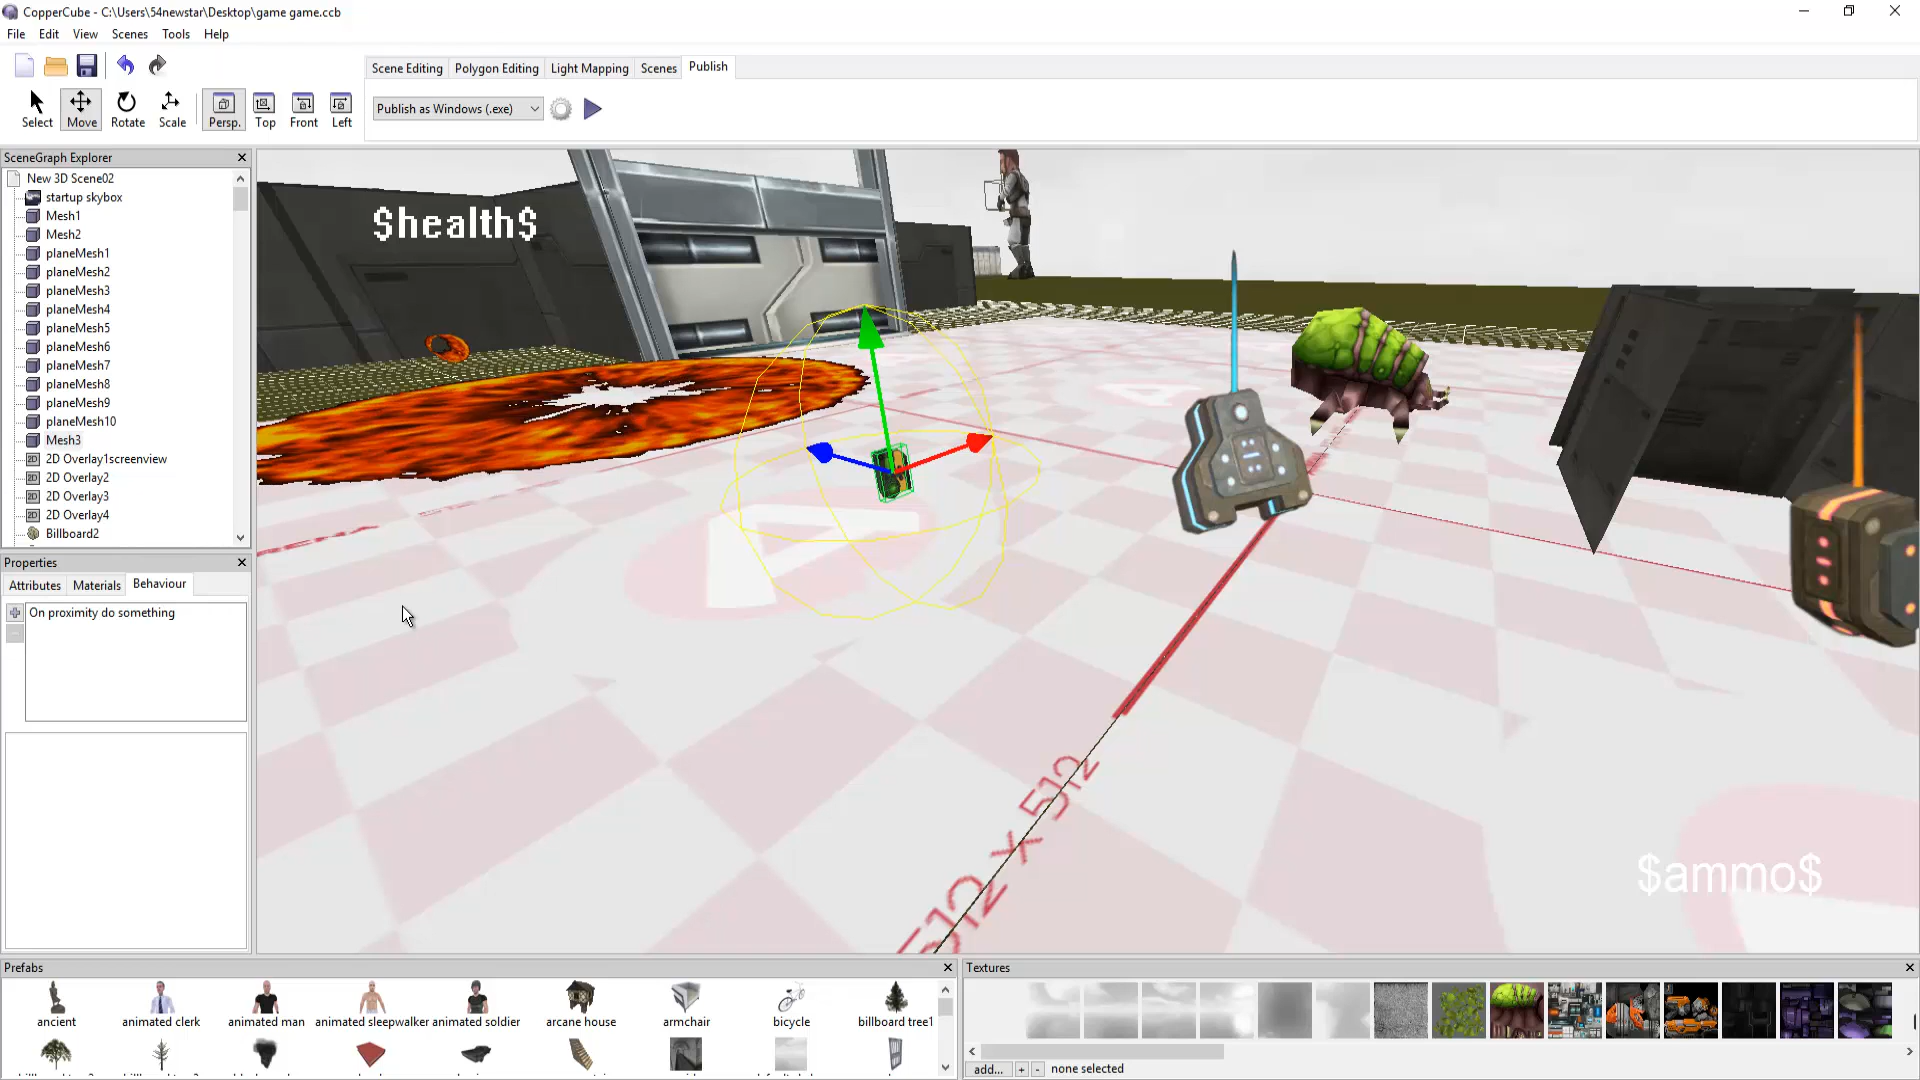 CopperCube - C:\Users\54newstar\Desktop\game game.ccb
File Edit View Scenes Tools Help
Scene Editing Polygon Editing Light Mapping Scenes Publish
Select Move Rotate Scale Persp. Top Front Left
Publish as Windows (.exe)
SceneGraph Explorer
New 3D Scene02
startup skybox
Mesh1
Mesh2
planeMesh1
planeMesh2
planeMesh3
planeMesh4
planeMesh5
planeMesh6
planeMesh7
planeMesh8
planeMesh9
planeMesh10
Mesh3
2D Overlay1screenview
2D Overlay2
2D Overlay3
2D Overlay4
Billboard2
$health$
512 x 512
$ammo$
Properties
Attributes Materials Behaviour
On proximity do something
Prefabs
ancient animated clerk animated man animated sleepwalker animated soldier arcane house armchair bicycle billboard tree1
Textures
add... + - none selected